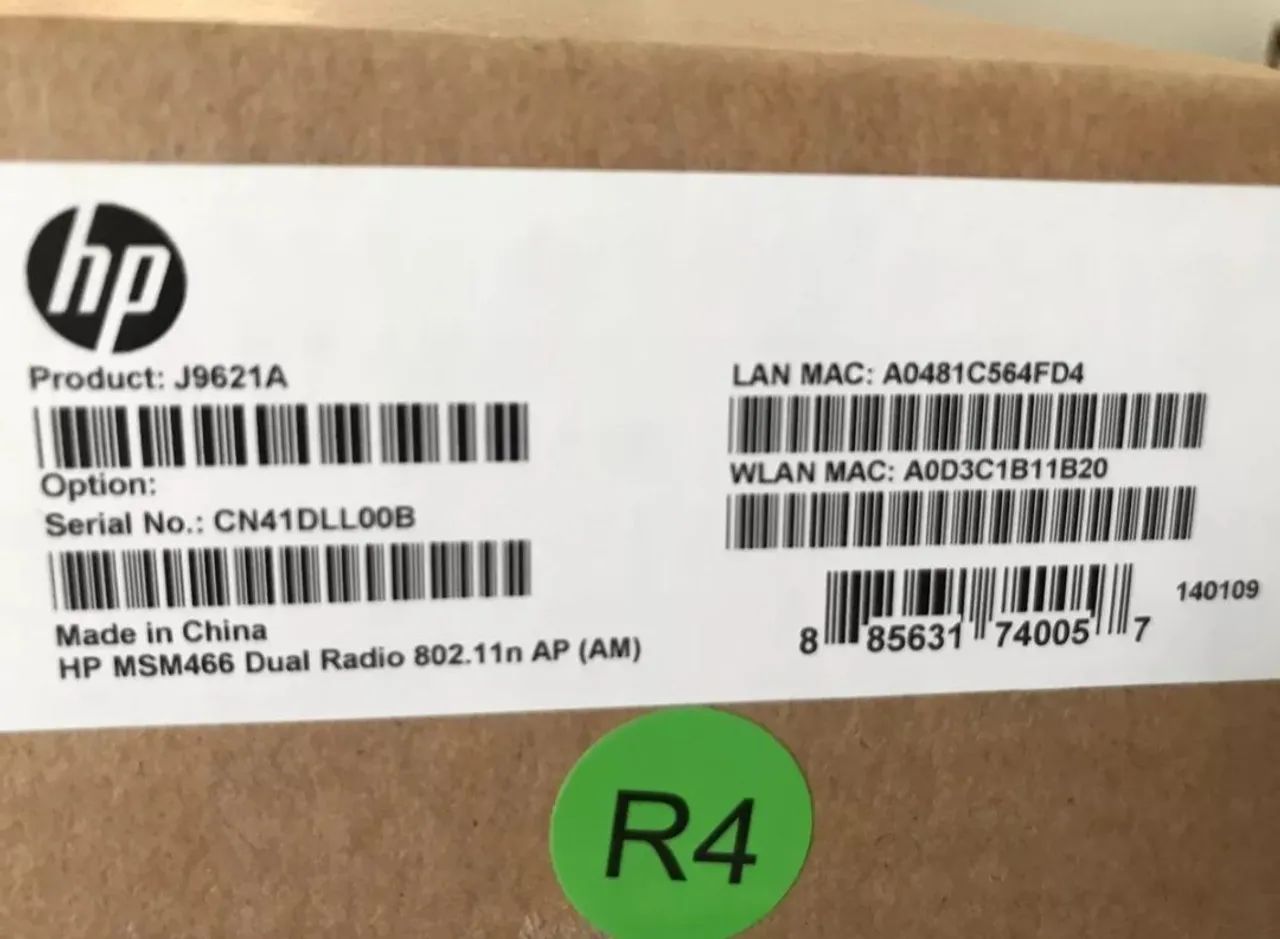 hp
Product: J9621A
Option:
Serial No.: CN41DLL00B
Made in China
HP MSM466 Dual Radio 802.11n AP (AM)
LAN MAC: A0481C564FD4
WLAN MAC: A0D3C1B11B20
8 85631 74005 7
140109
R4